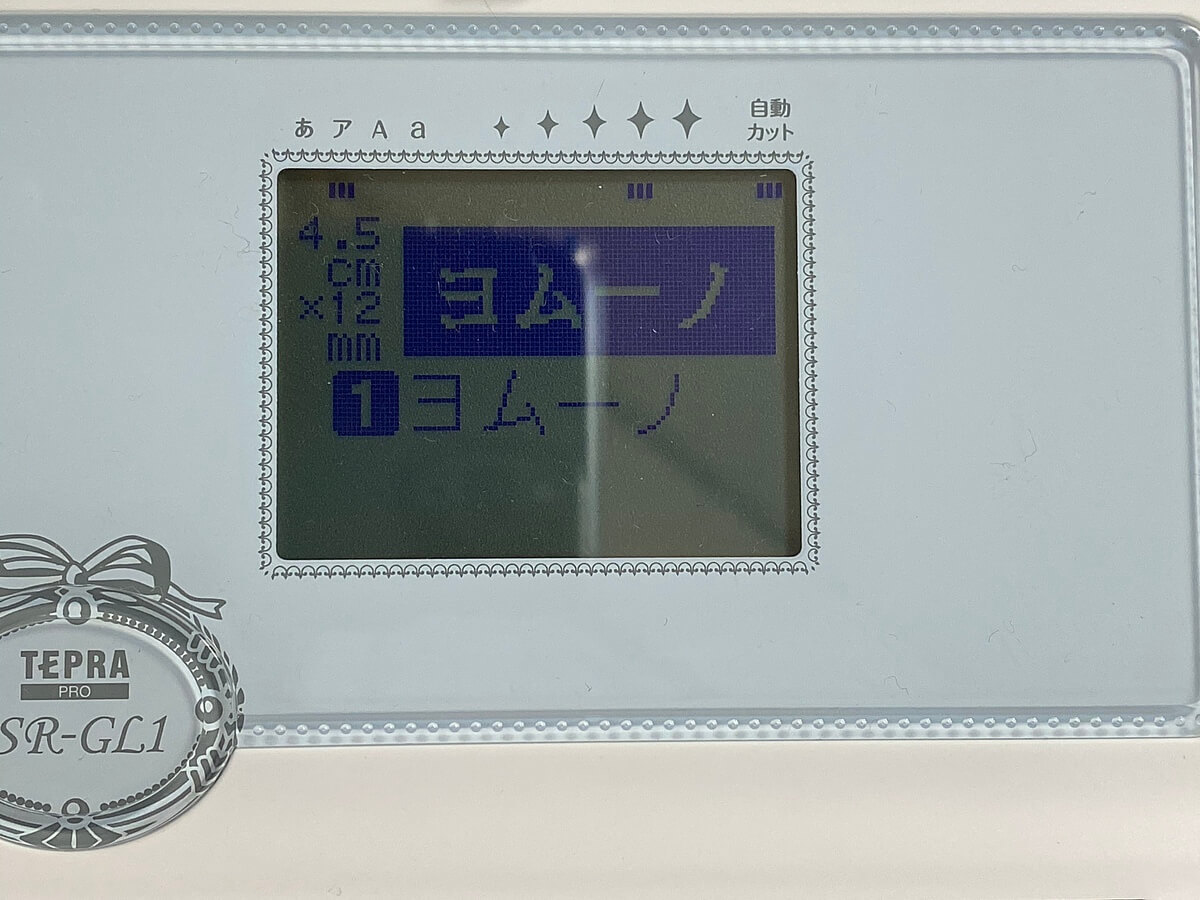 あ ア A a 自動
カット
4.5
cm
×12
mm
ヨムーノ
1ヨムーノ
TEPRA
PRO
SR-GL1